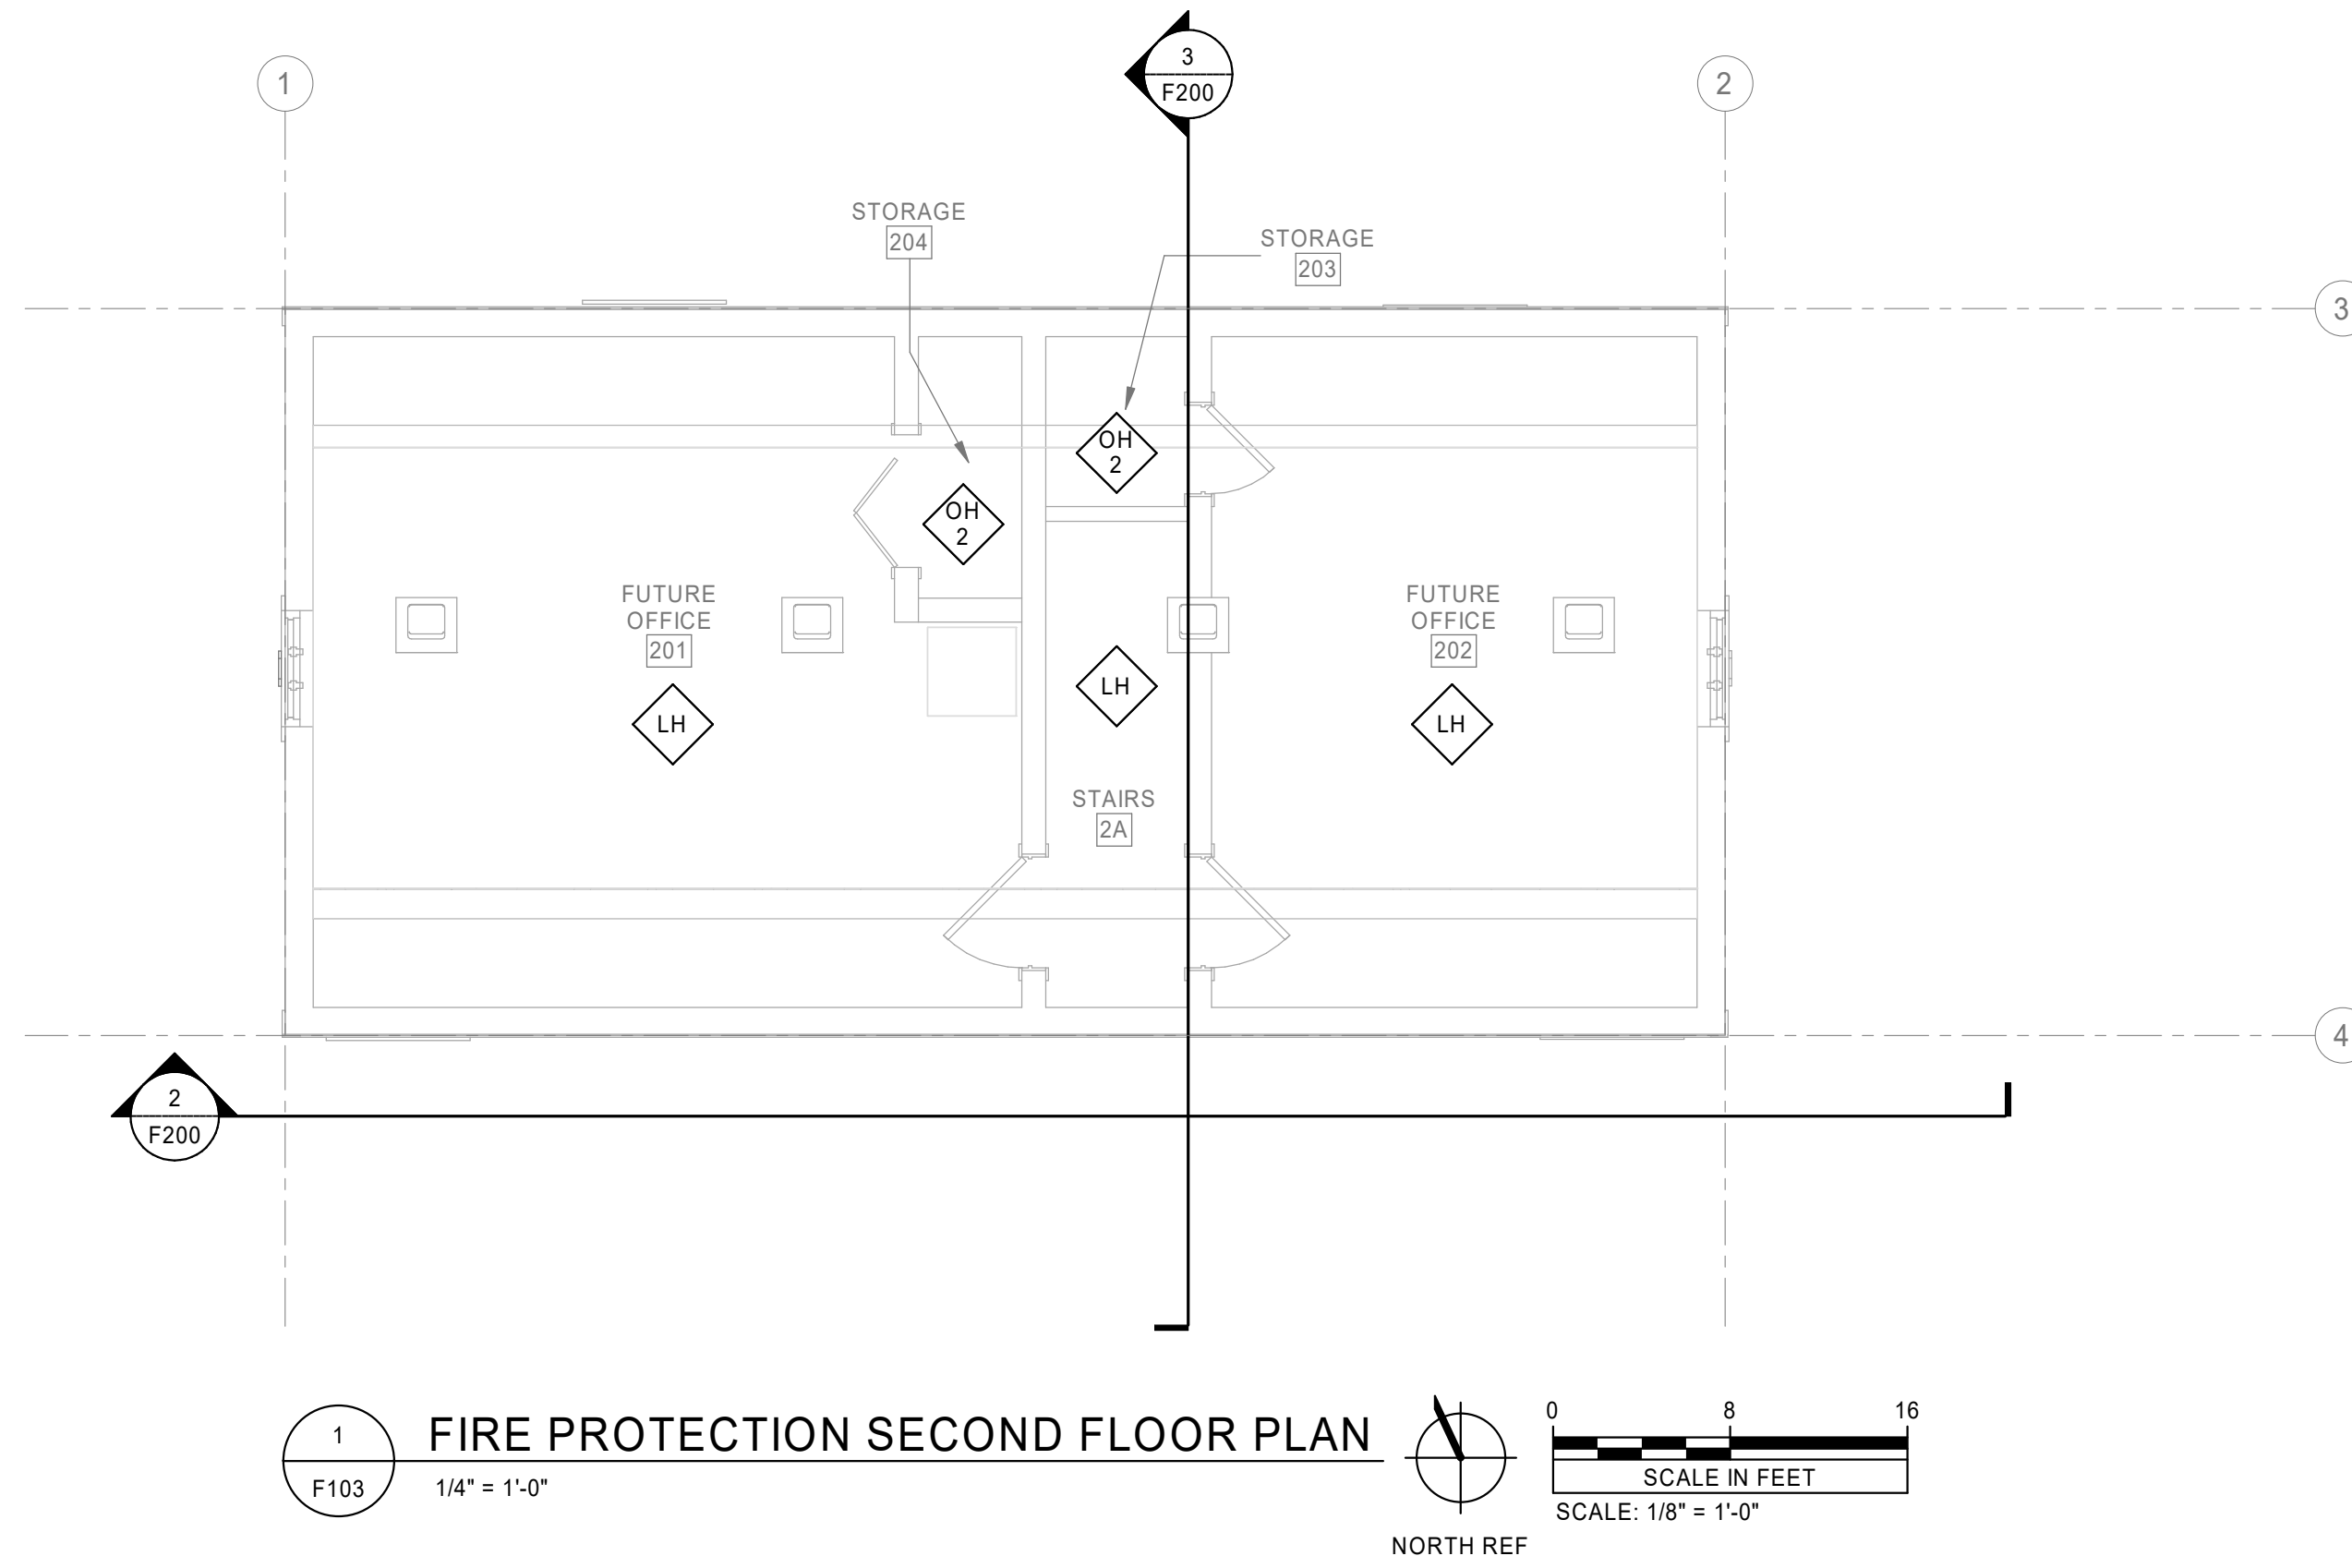 3
F200
1
2
STORAGE
204
STORAGE
203
3
OH
2
OH
2
FUTURE
OFFICE
201
FUTURE
OFFICE
202
LH
LH
LH
STAIRS
2A
4
2
F200
1
F103
FIRE PROTECTION SECOND FLOOR PLAN
1/4" = 1'-0"
NORTH REF
0 8 16
SCALE IN FEET
SCALE: 1/8" = 1'-0"